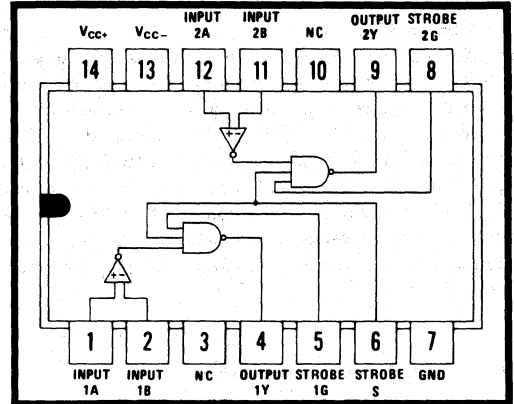 VCC+ VCC− INPUT 2A INPUT 2B NC OUTPUT 2Y STROBE 2G
14 13 12 11 10 9 8
+ −
+ −
1 2 3 4 5 6 7
INPUT 1A INPUT 1B NC OUTPUT 1Y STROBE 1G STROBE S GND